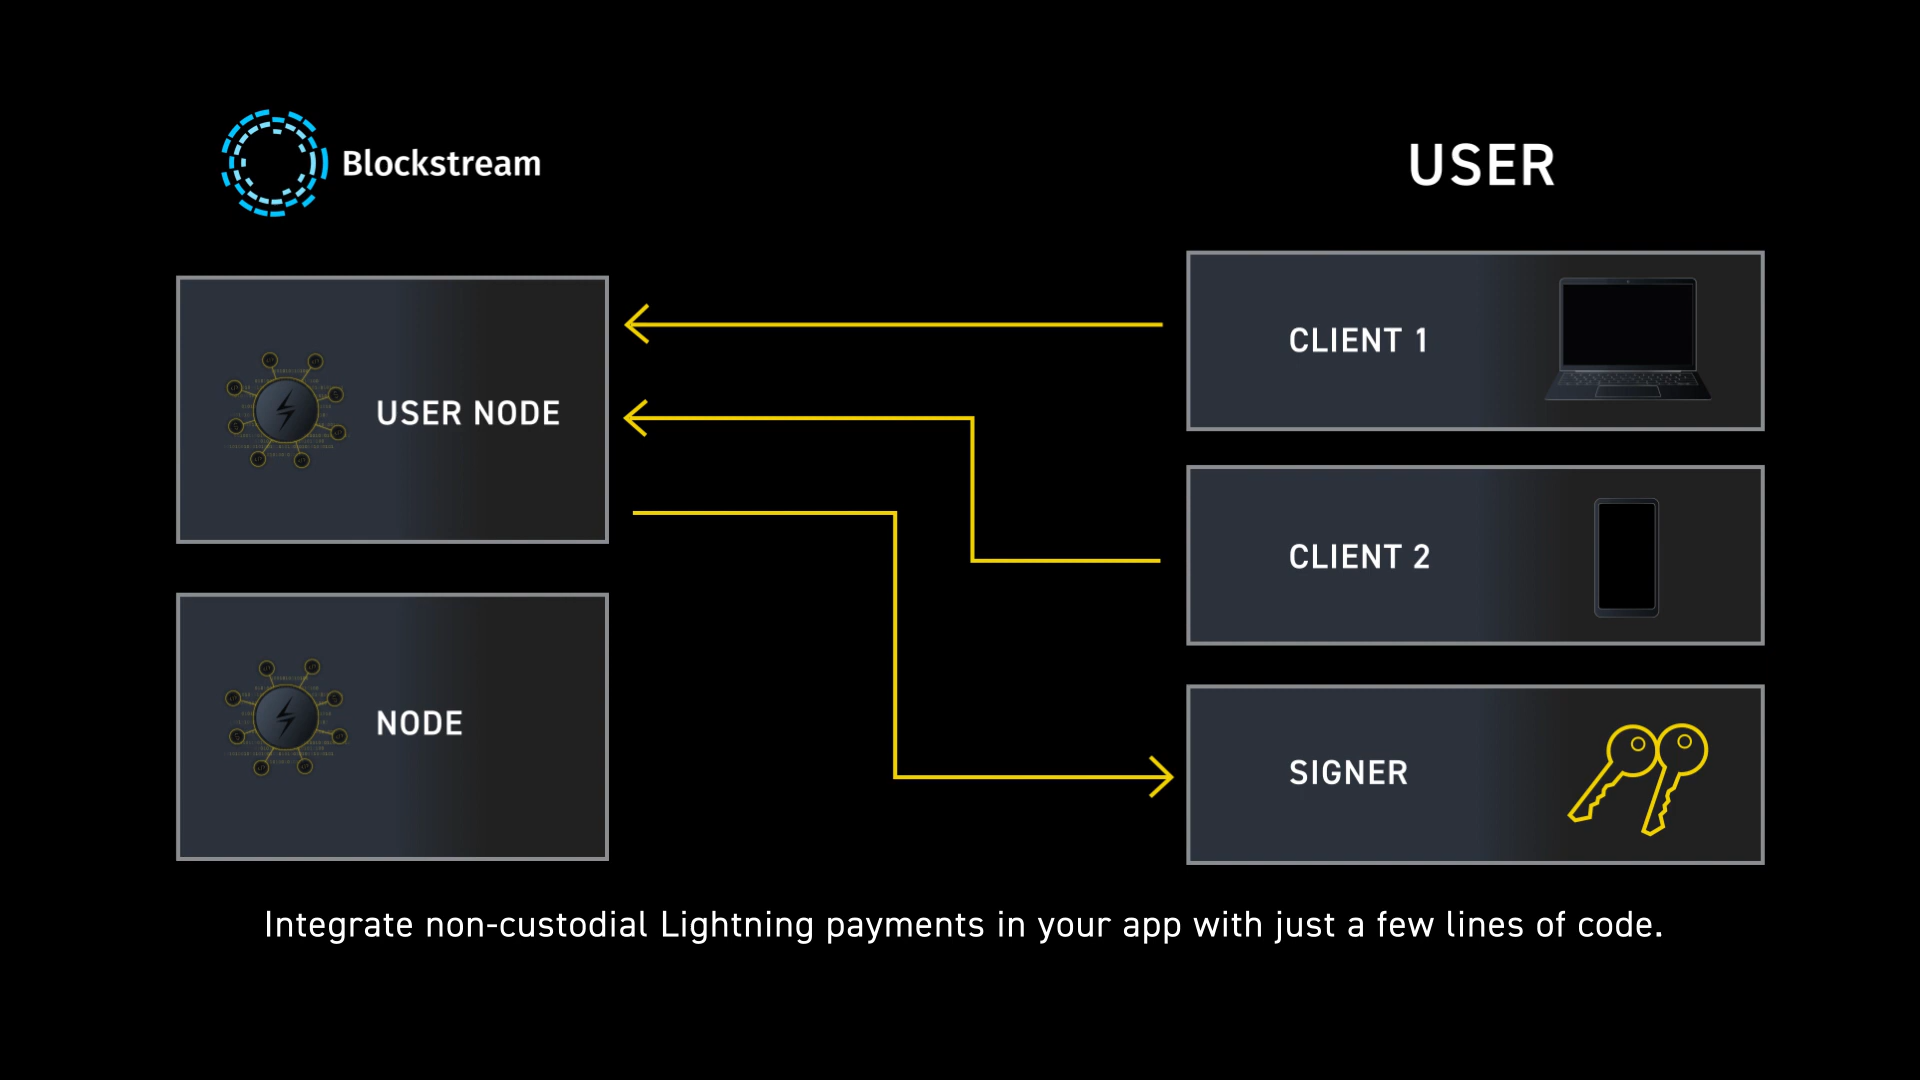 Blockstream
USER
USER NODE
NODE
CLIENT 1
CLIENT 2
SIGNER
Integrate non-custodial Lightning payments in your app with just a few lines of code.